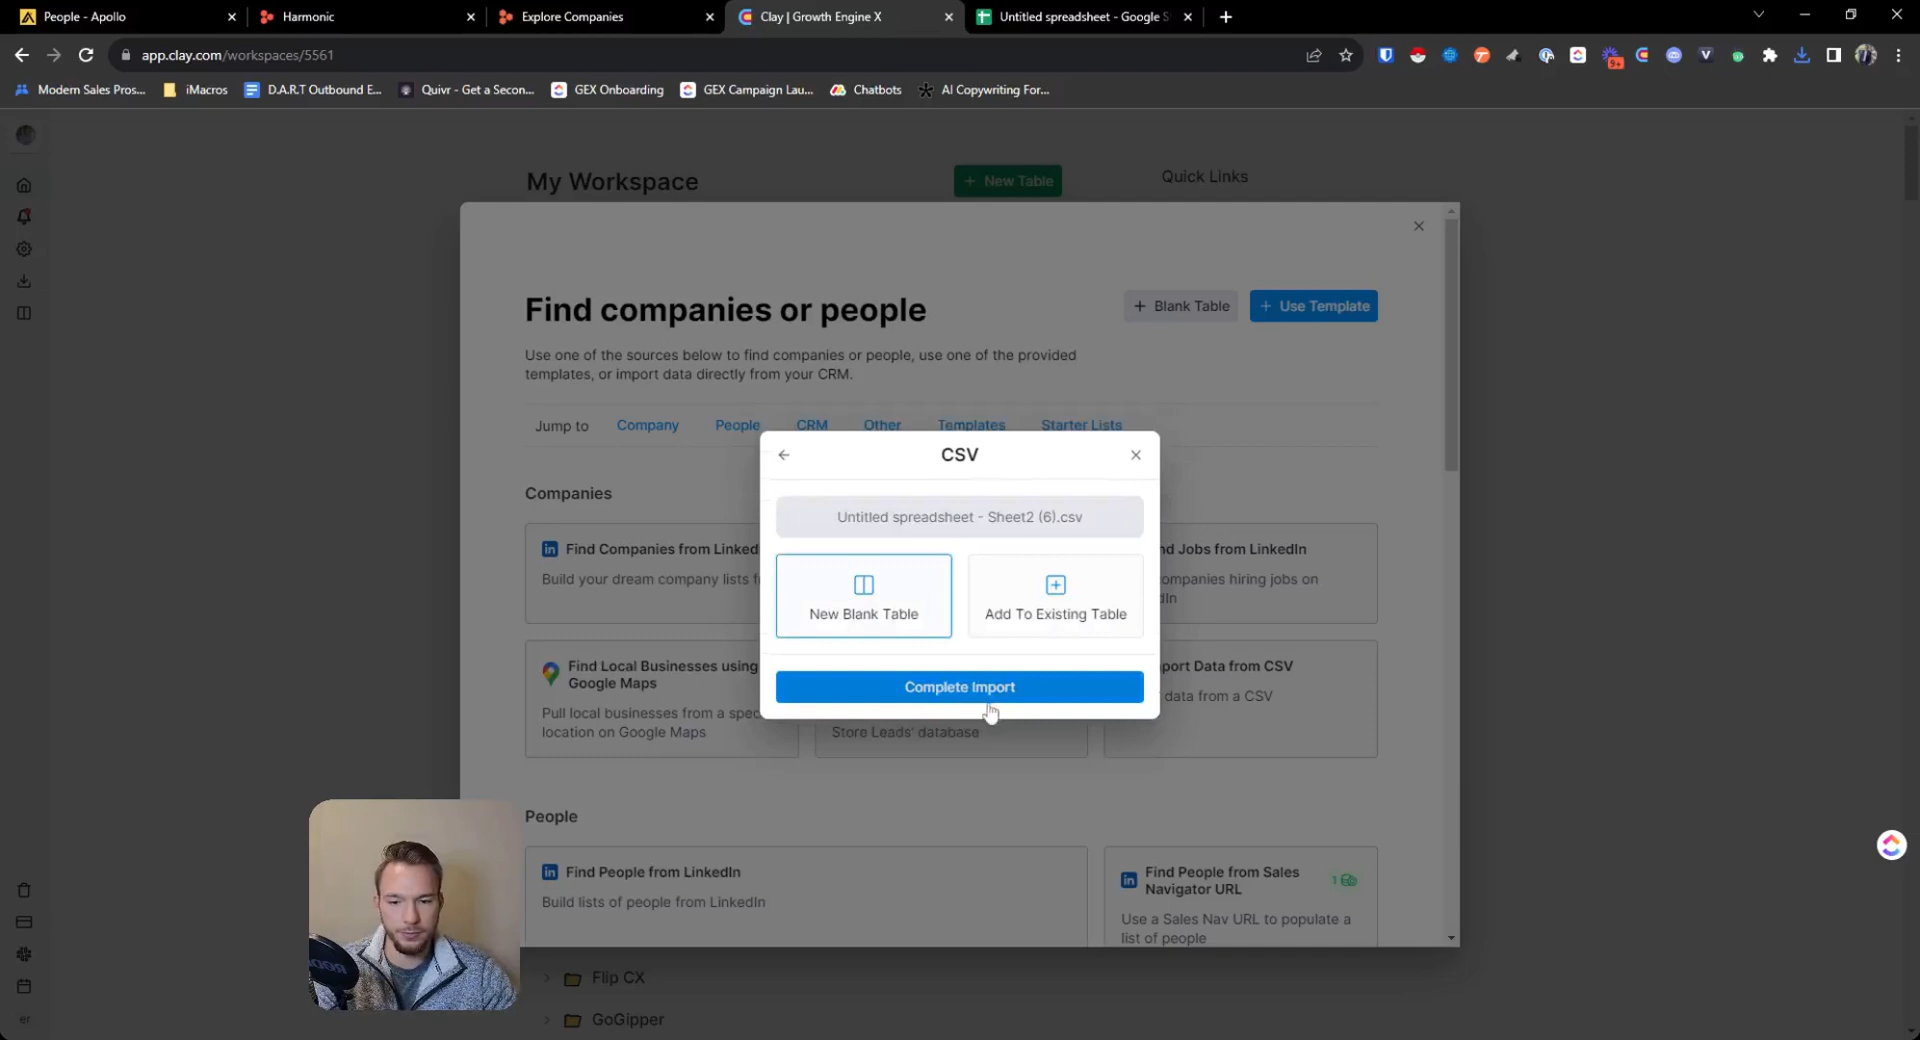 People - Apollo
Harmonic
Explore Companies
Clay | Growth Engine X
Untitled spreadsheet - Google S
app.clay.com/workspaces/5561
9+
Modern Sales Pros...
iMacros
D.A.R.T Outbound E...
Quivr - Get a Secon...
GEX Onboarding
GEX Campaign Lau...
Chatbots
AI Copywriting For...
My Workspace
+ New Table
Quick Links
Find companies or people
+ Blank Table
+ Use Template
Use one of the sources below to find companies or people, use one of the provided
templates, or import data directly from your CRM.
Jump to
Company
People
CRM
Other
Templates
Starter Lists
CSV
Untitled spreadsheet - Sheet2 (6).csv
New Blank Table
Add To Existing Table
Complete Import
Companies
Find Companies from Linked
Build your dream company lists f
nd Jobs from LinkedIn
ompanies hiring jobs on
dIn
Find Local Businesses using
Google Maps
Pull local businesses from a spec
location on Google Maps
Store Leads' database
port Data from CSV
data from a CSV
People
Find People from LinkedIn
Build lists of people from LinkedIn
Find People from Sales
Navigator URL
1
Use a Sales Nav URL to populate a
list of people
Flip CX
GoGipper
er